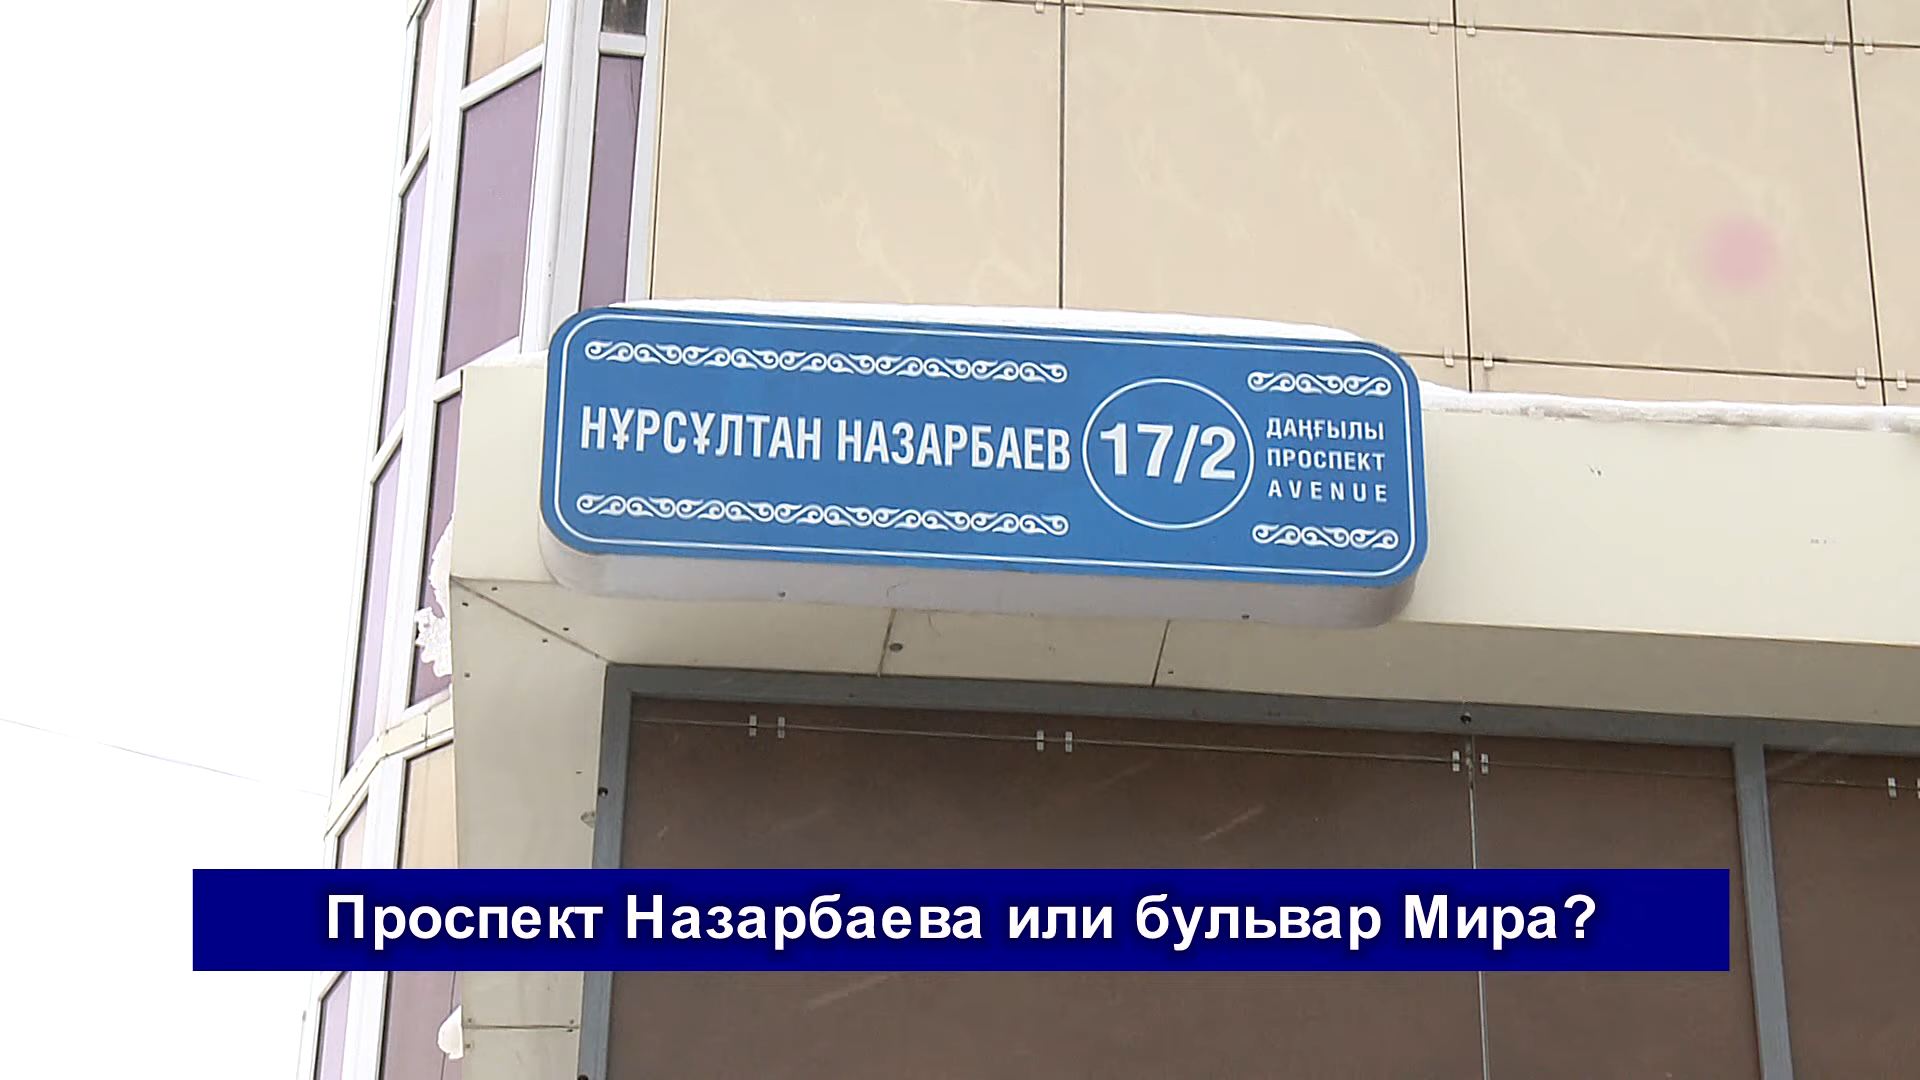 НҰРСҰЛТАН НАЗАРБАЕВ
17/2
ДАҢҒЫЛЫ
ПРОСПЕКТ
AVENUE
Проспект Назарбаева или бульвар Мира?